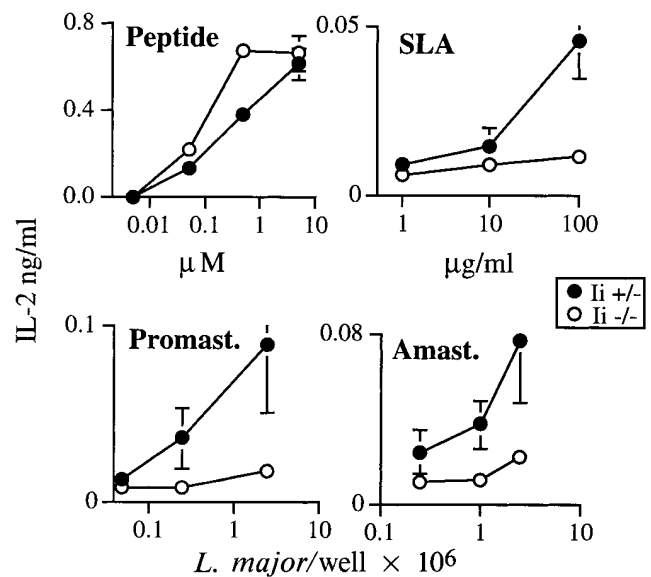 0.8
Peptide
0.4
0.0
0.01 0.1 1 10
μM
0.05
SLA
0
1 10 100
μg/ml
IL-2 ng/ml
Ii +/-
Ii -/-
0.1
Promast.
0
0.1 1 10
0.08
Amast.
0
0.1 1 10
L. major/well × 10⁶